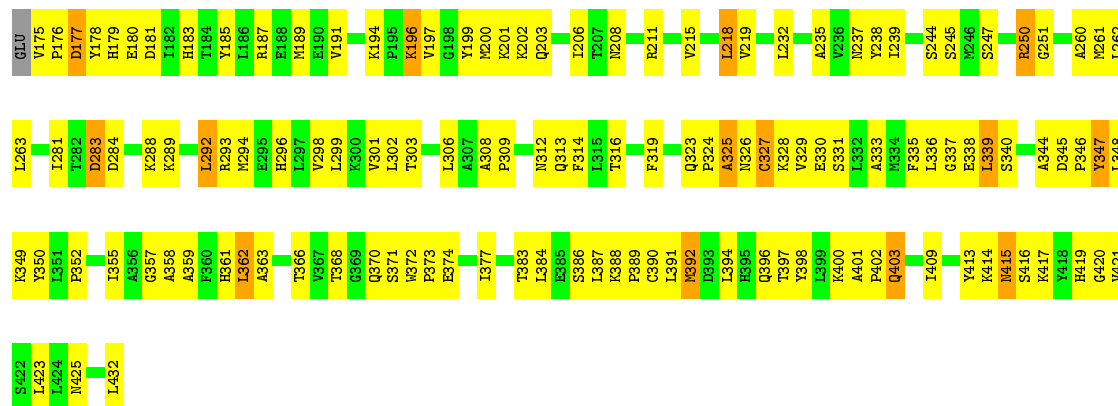 GLU V175 P176 D177 Y178 H179 E180 D181 I182 H183 T184 Y185 L186 R187 E188 M189 E190 V191 K194 P195 K196 V197 G198 Y199 M200 K201 K202 Q203 I206 T207 N208 R211 V215 L218 V219 L232 A235 V236 N237 Y238 I239 S244 S245 M246 S247 R250 G251 A260 M261 L262
L263 I281 T282 D283 D284 K288 K289 L292 R293 M294 E295 H296 L297 V298 L299 K300 V301 L302 T303 L306 A307 A308 P309 N312 Q313 F314 L315 T316 F319 Q323 P324 A325 N326 C327 K328 V329 E330 S331 L332 A333 M334 F335 L336 G337 E338 L339 S340 A344 D345 P346 Y347 L348
K349 Y350 L351 P352 I355 A356 G357 A358 A359 F360 H361 L362 A363 T366 V367 T368 G369 Q370 S371 W372 P373 E374 I377 T383 L384 E385 S386 L387 K388 P389 C390 L391 M392 D393 L394 H395 Q396 T397 Y398 L399 K400 A401 P402 Q403 I409 Y413 K414 N415 S416 K417 Y418 H419 G420 V421
S422 L423 L424 N425 L432